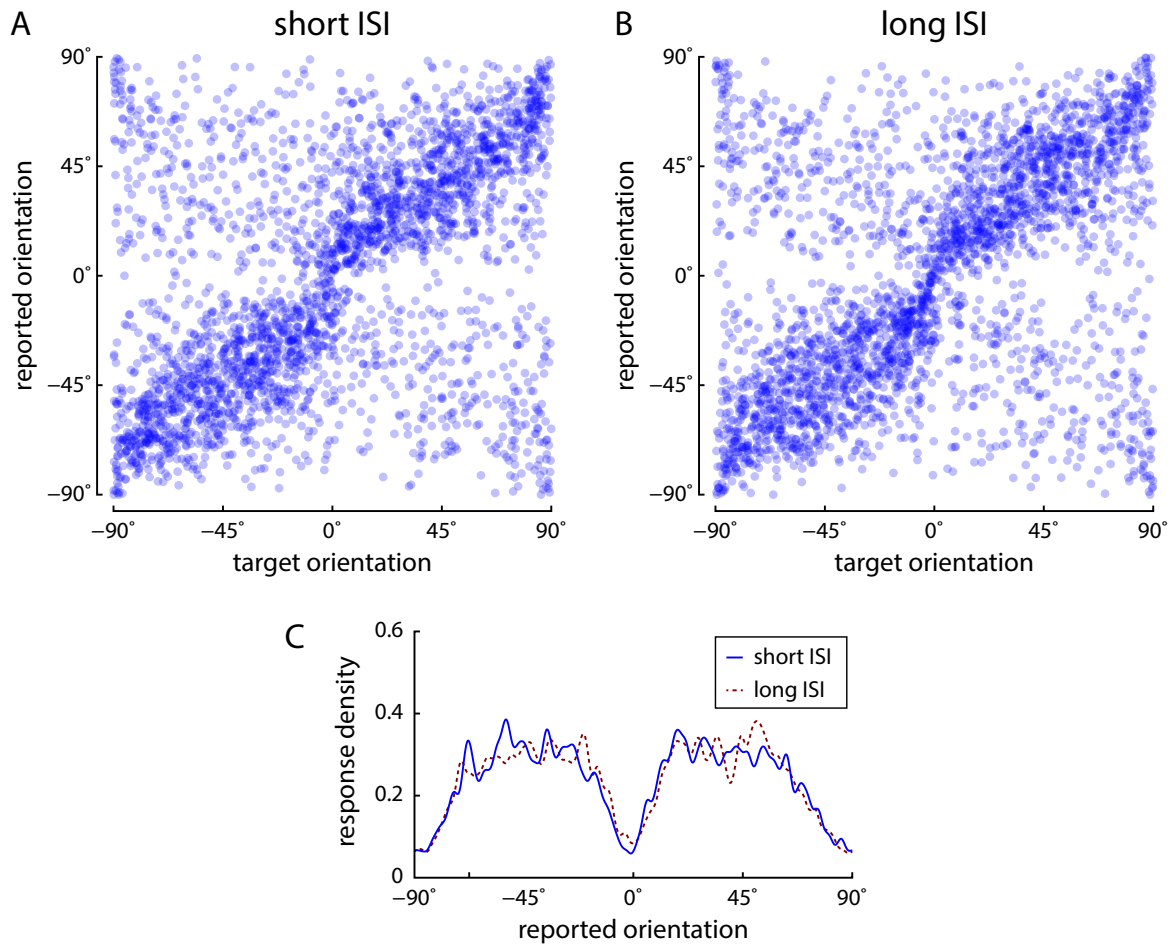 A
short ISI
90°
45°
0°
−45°
−90°
reported orientation
−90°
−45°
0°
45°
90°
target orientation
B
long ISI
90°
45°
0°
−45°
−90°
reported orientation
−90°
−45°
0°
45°
90°
target orientation
C
0.6
0.4
0.2
0
response density
short ISI
long ISI
−90°
−45°
0°
45°
90°
reported orientation